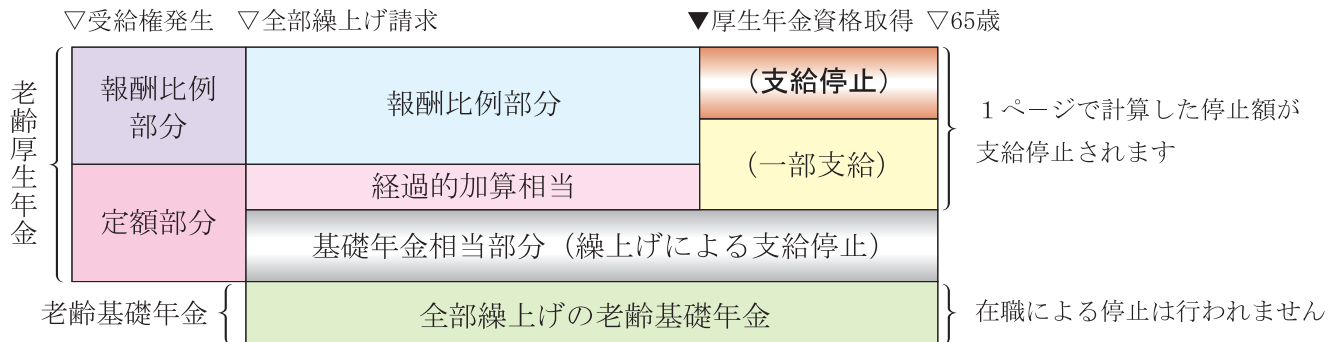 ▽受給権発生 ▽全部繰上げ請求 ▼厚生年金資格取得 ▽65歳
老齢厚生年金
報酬比例
部分
報酬比例部分
(支給停止)
(一部支給)
1ページで計算した停止額が
支給停止されます
定額部分
経過的加算相当
基礎年金相当部分(繰上げによる支給停止)
老齢基礎年金
全部繰上げの老齢基礎年金
在職による停止は行われません